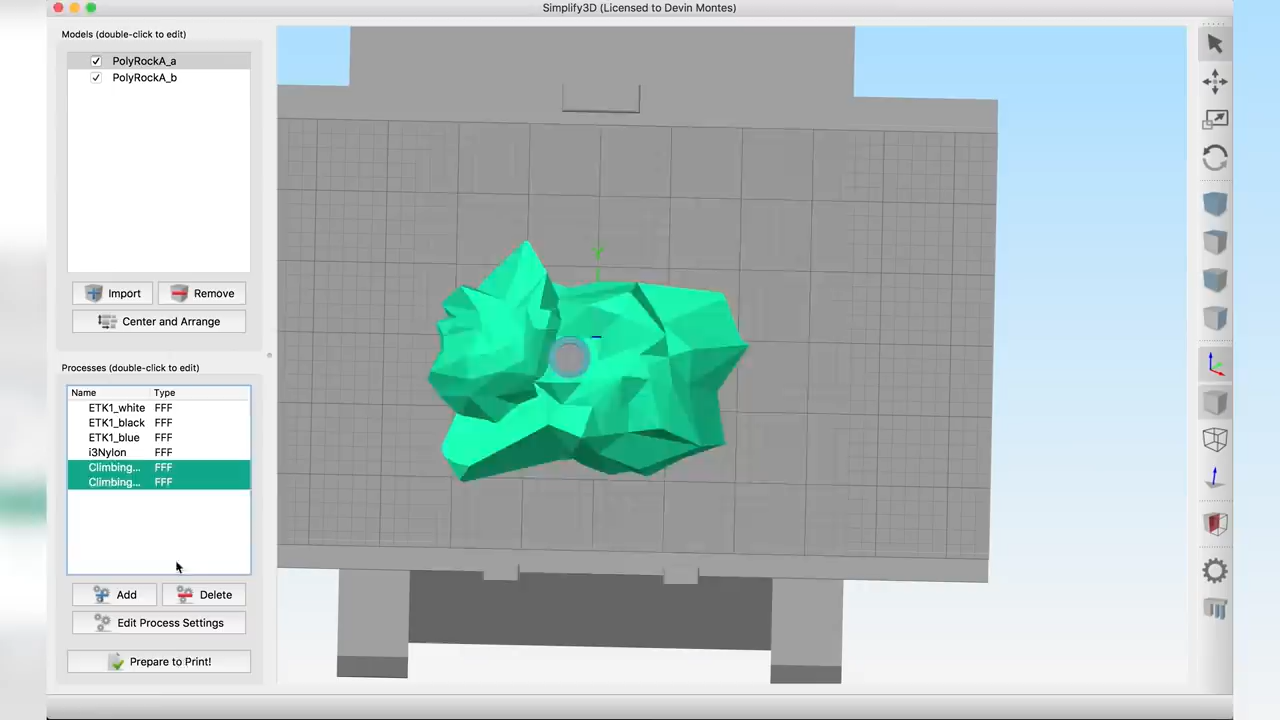 Simplify3D (Licensed to Devin Montes)
Models (double-click to edit)
PolyRockA_a
PolyRockA_b
Import Remove
Center and Arrange
Processes (double-click to edit)
Name Type
ETK1_white FFF
ETK1_black FFF
ETK1_blue FFF
i3Nylon FFF
Climbing... FFF
Climbing... FFF
Add Delete
Edit Process Settings
Prepare to Print!
Y